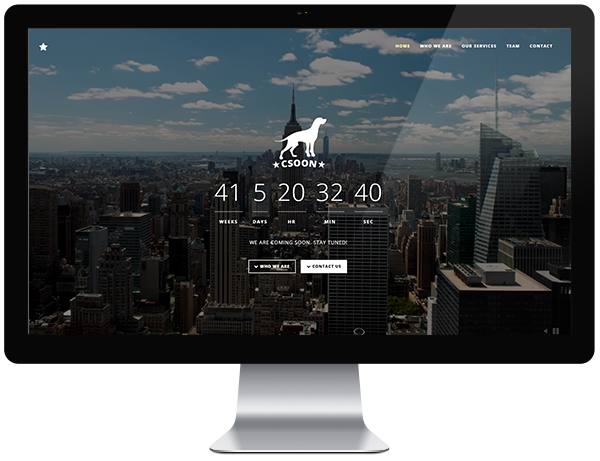 HOME WHO WE ARE OUR SERVICES TEAM CONTACT
CSOON
41 5 20 32 40
WEEKS DAYS HR MIN SEC
WE ARE COMING SOON. STAY TUNED!
WHO WE ARE CONTACT US